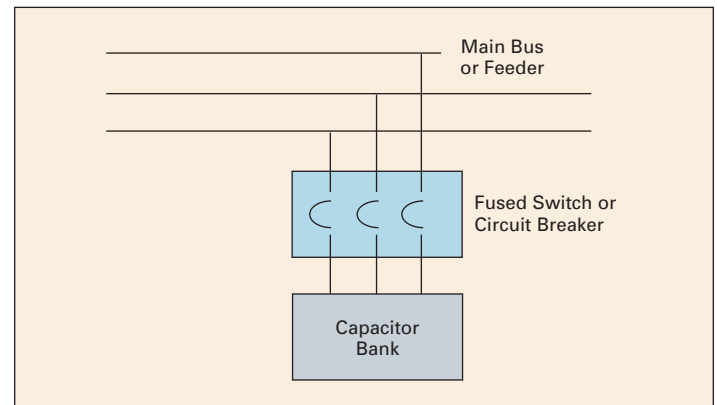 Main Bus
or Feeder
Fused Switch or
Circuit Breaker
Capacitor
Bank